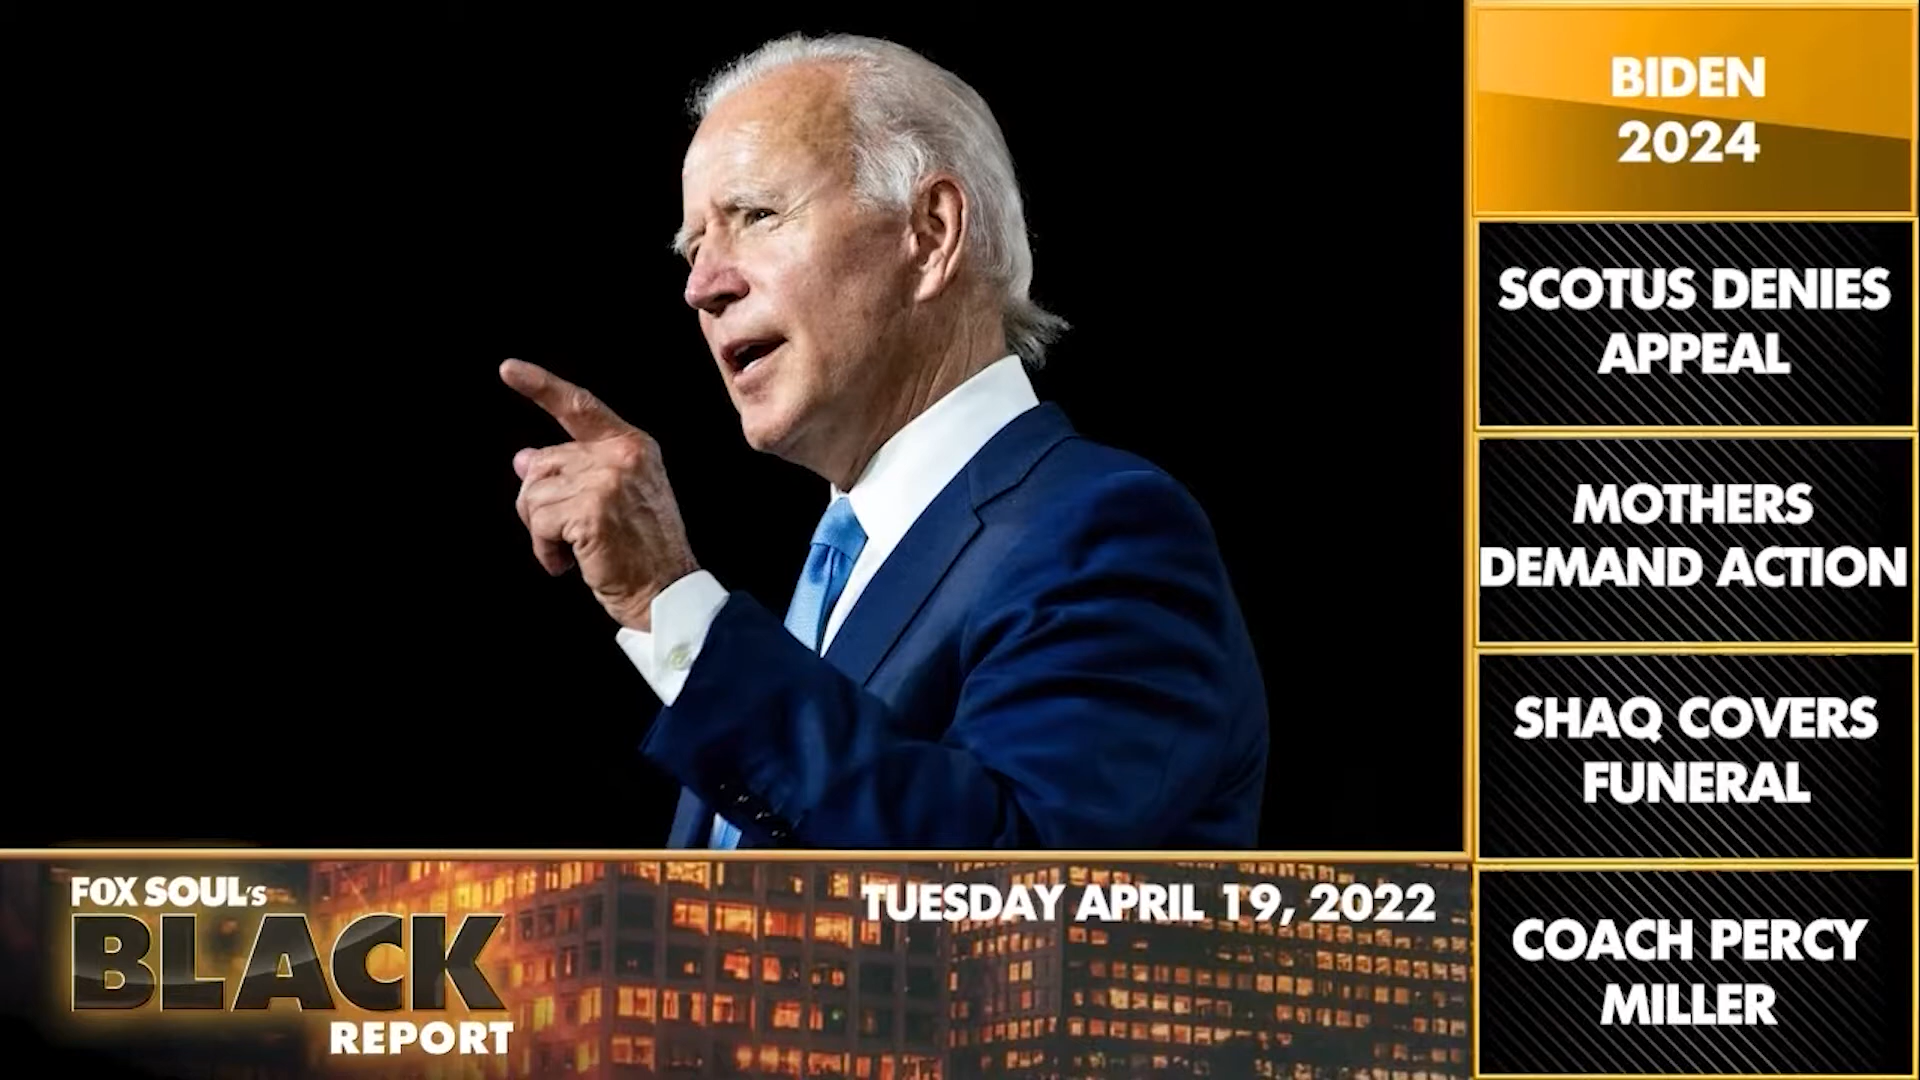 BIDEN
2024
SCOTUS DENIES
APPEAL
MOTHERS
DEMAND ACTION
SHAQ COVERS
FUNERAL
COACH PERCY
MILLER
FOX SOUL's
BLACK
REPORT
TUESDAY APRIL 19, 2022